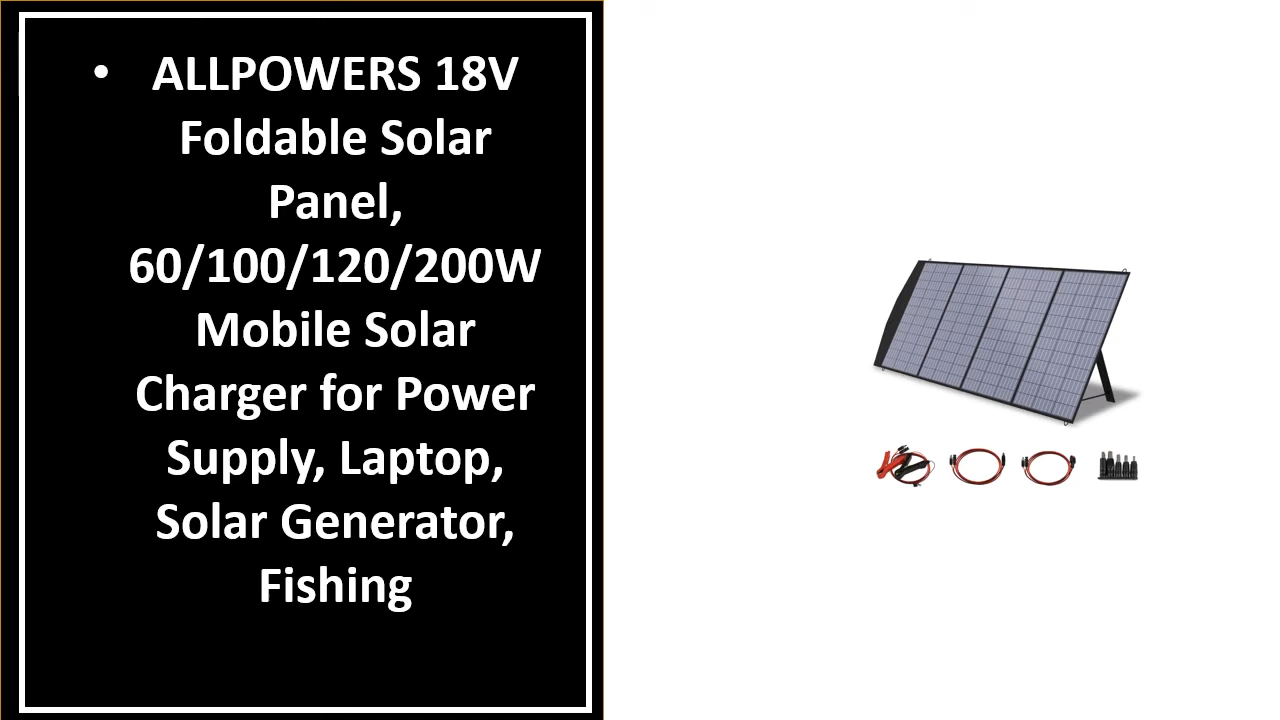 • ALLPOWERS 18V
Foldable Solar
Panel,
60/100/120/200W
Mobile Solar
Charger for Power
Supply, Laptop,
Solar Generator,
Fishing